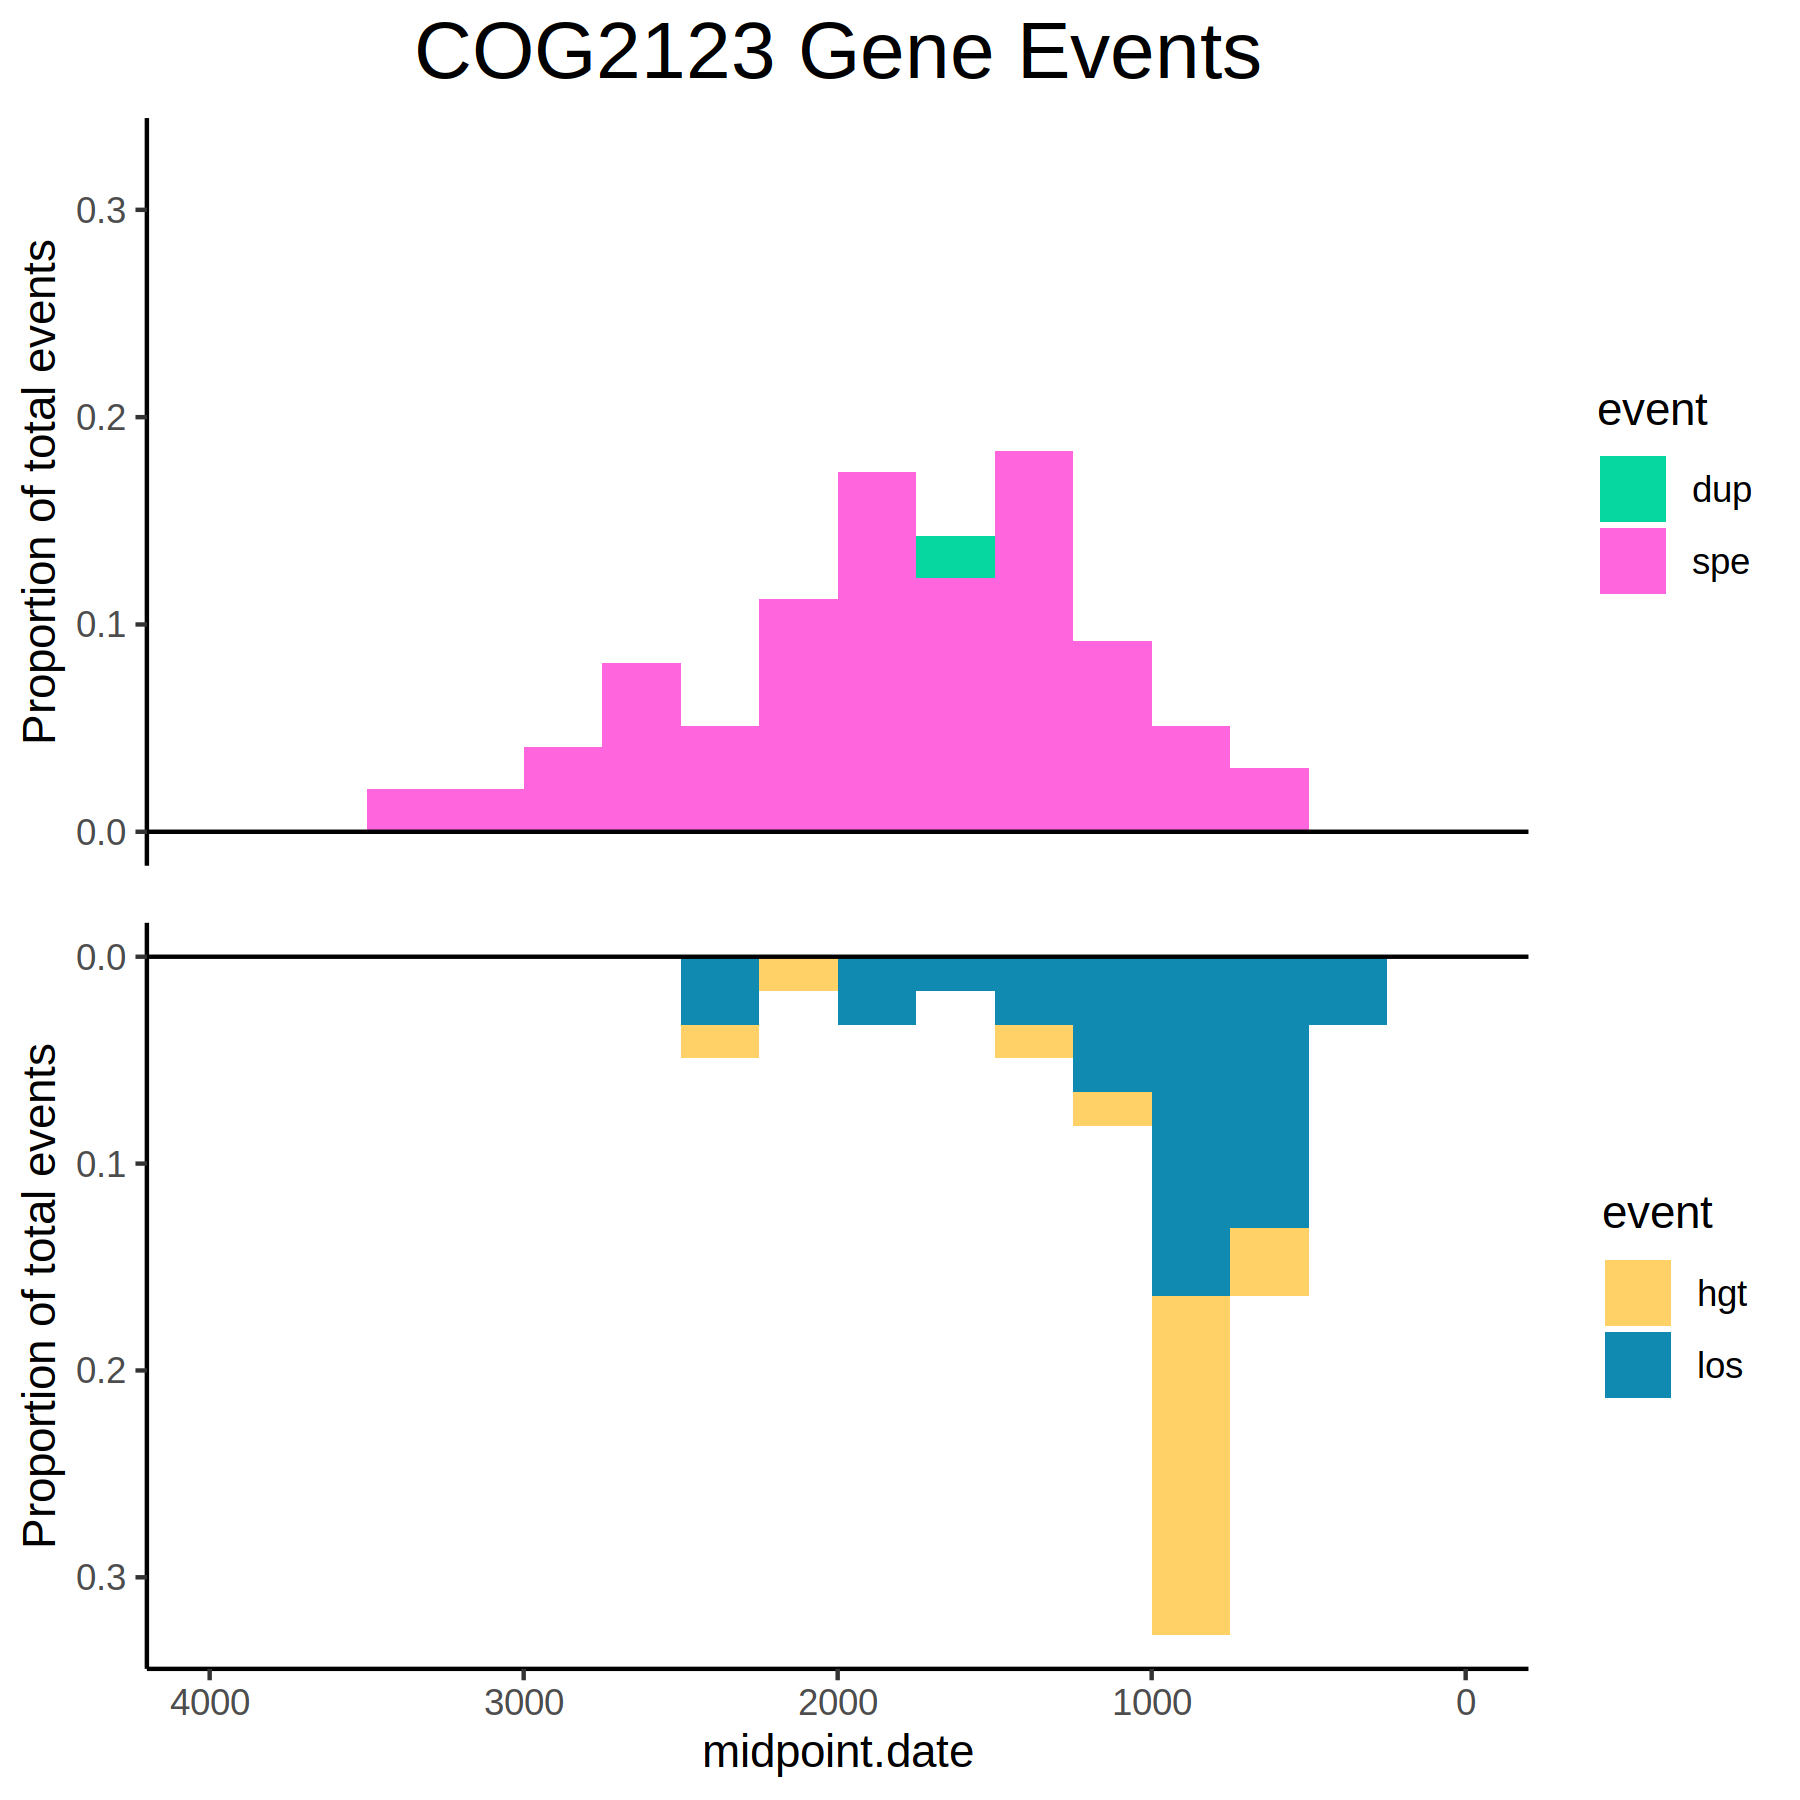 COG2123 Gene Events
Proportion of total events
0.3
0.2
0.1
0.0
event
dup
spe
Proportion of total events
0.0
0.1
0.2
0.3
event
hgt
los
4000 3000 2000 1000 0
midpoint.date